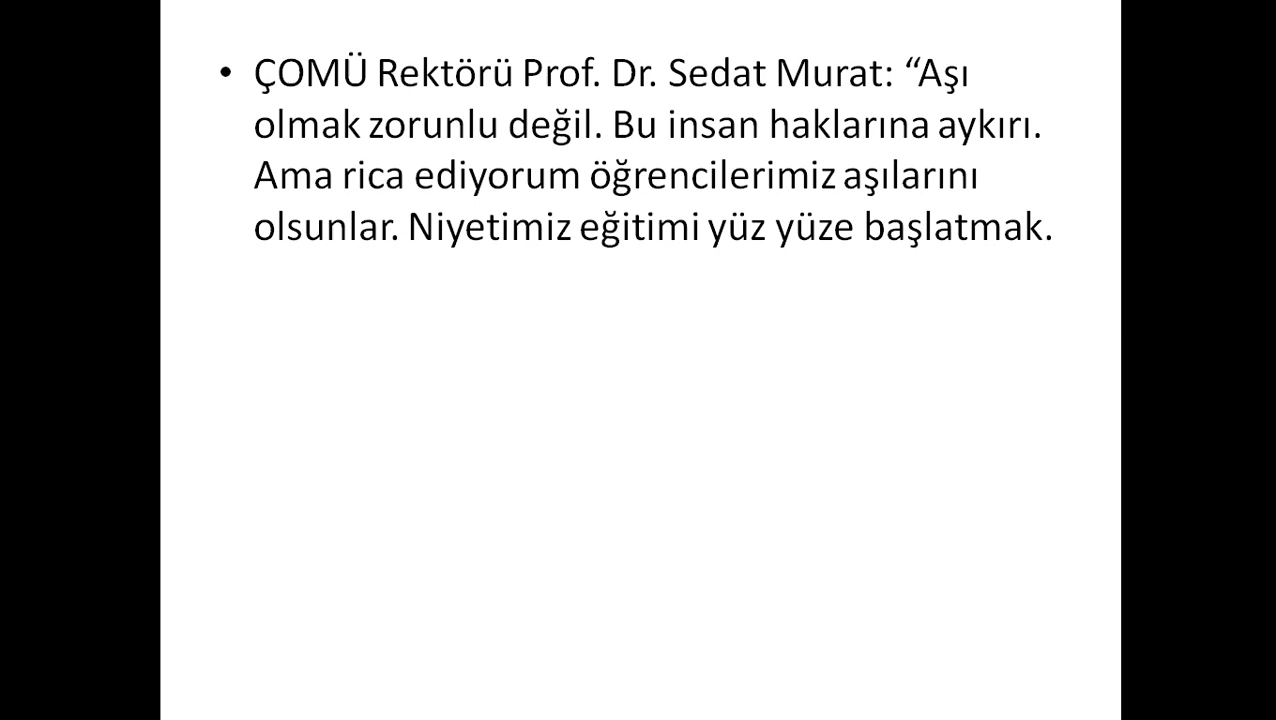 • ÇOMÜ Rektörü Prof. Dr. Sedat Murat: “Aşı
olmak zorunlu değil. Bu insan haklarına aykırı.
Ama rica ediyorum öğrencilerimiz aşılarını
olsunlar. Niyetimiz eğitimi yüz yüze başlatmak.